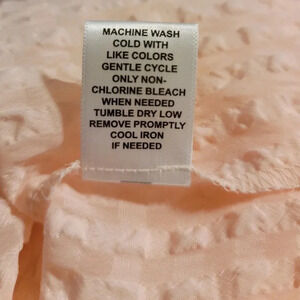 MACHINE WASH
COLD WITH
LIKE COLORS
GENTLE CYCLE
ONLY NON-
CHLORINE BLEACH
WHEN NEEDED
TUMBLE DRY LOW
REMOVE PROMPTLY
COOL IRON
IF NEEDED